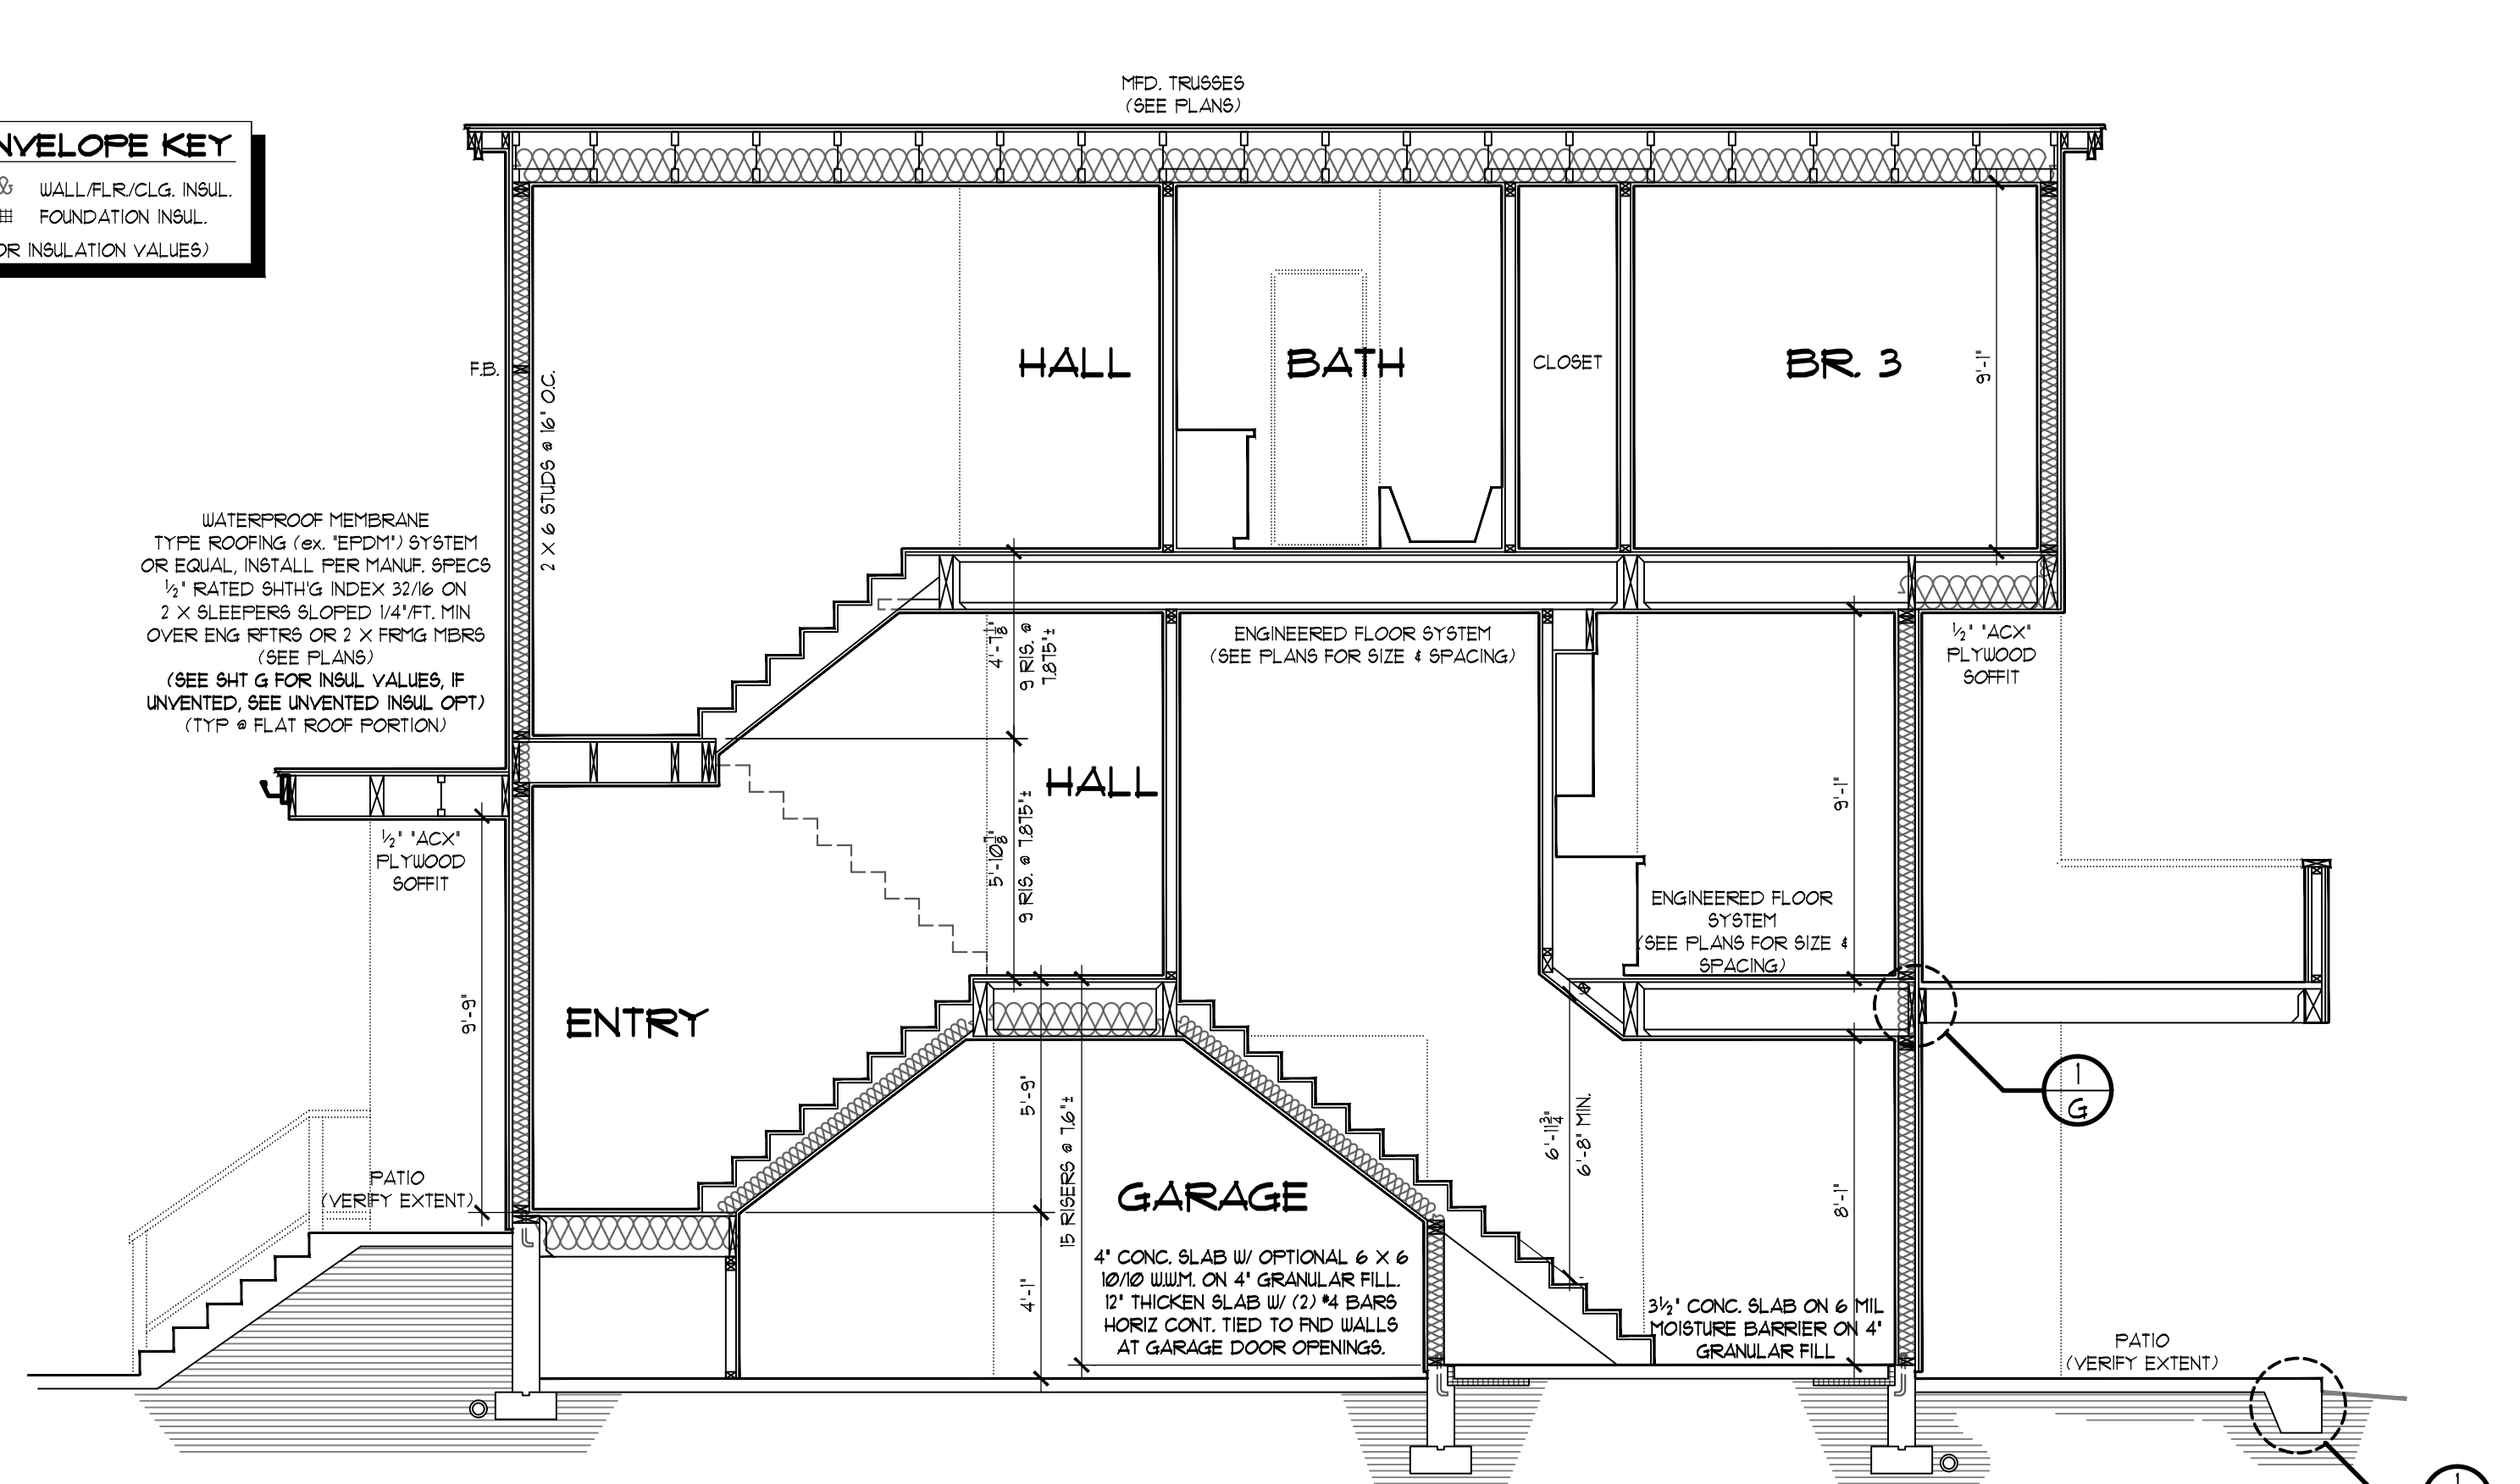 MFD. TRUSSES
(SEE PLANS)
NVELOPE KEY
WALL/FLR./CLG. INSUL.
FOUNDATION INSUL.
OR INSULATION VALUES)
F.B.
2 X 6 STUDS @ 16" O.C.
HALL
BATH
CLOSET
BR. 3
9'-1"
WATERPROOF MEMBRANE
TYPE ROOFING (ex. "EPDM") SYSTEM
OR EQUAL, INSTALL PER MANUF. SPECS
½" RATED SHTH'G INDEX 32/16 ON
2 X SLEEPERS SLOPED 1/4"/FT. MIN
OVER ENG RFTRS OR 2 X FRMG MBRS
(SEE PLANS)
(SEE SHT G FOR INSUL VALUES, IF
UNVENTED, SEE UNVENTED INSUL OPT)
(TYP @ FLAT ROOF PORTION)
4'-7⅛"
9 RIS. @
7.875"±
ENGINEERED FLOOR SYSTEM
(SEE PLANS FOR SIZE & SPACING)
½" "ACX"
PLYWOOD
SOFFIT
HALL
5'-10⅞"
9 RIS. @ 7.875"±
9'-1"
½" "ACX"
PLYWOOD
SOFFIT
ENGINEERED FLOOR
SYSTEM
(SEE PLANS FOR SIZE &
SPACING)
9'-9"
ENTRY
5'-9"
15 RISERS @ 7.6"±
6'-11¾"
6'-8" MIN.
8'-1"
1
G
PATIO
(VERIFY EXTENT)
GARAGE
4'-1"
4" CONC. SLAB W/ OPTIONAL 6 X 6
10/10 W.W.M. ON 4" GRANULAR FILL.
12" THICKEN SLAB W/ (2) #4 BARS
HORIZ CONT. TIED TO FND WALLS
AT GARAGE DOOR OPENINGS.
3½" CONC. SLAB ON 6 MIL
MOISTURE BARRIER ON 4"
GRANULAR FILL
PATIO
(VERIFY EXTENT)
1